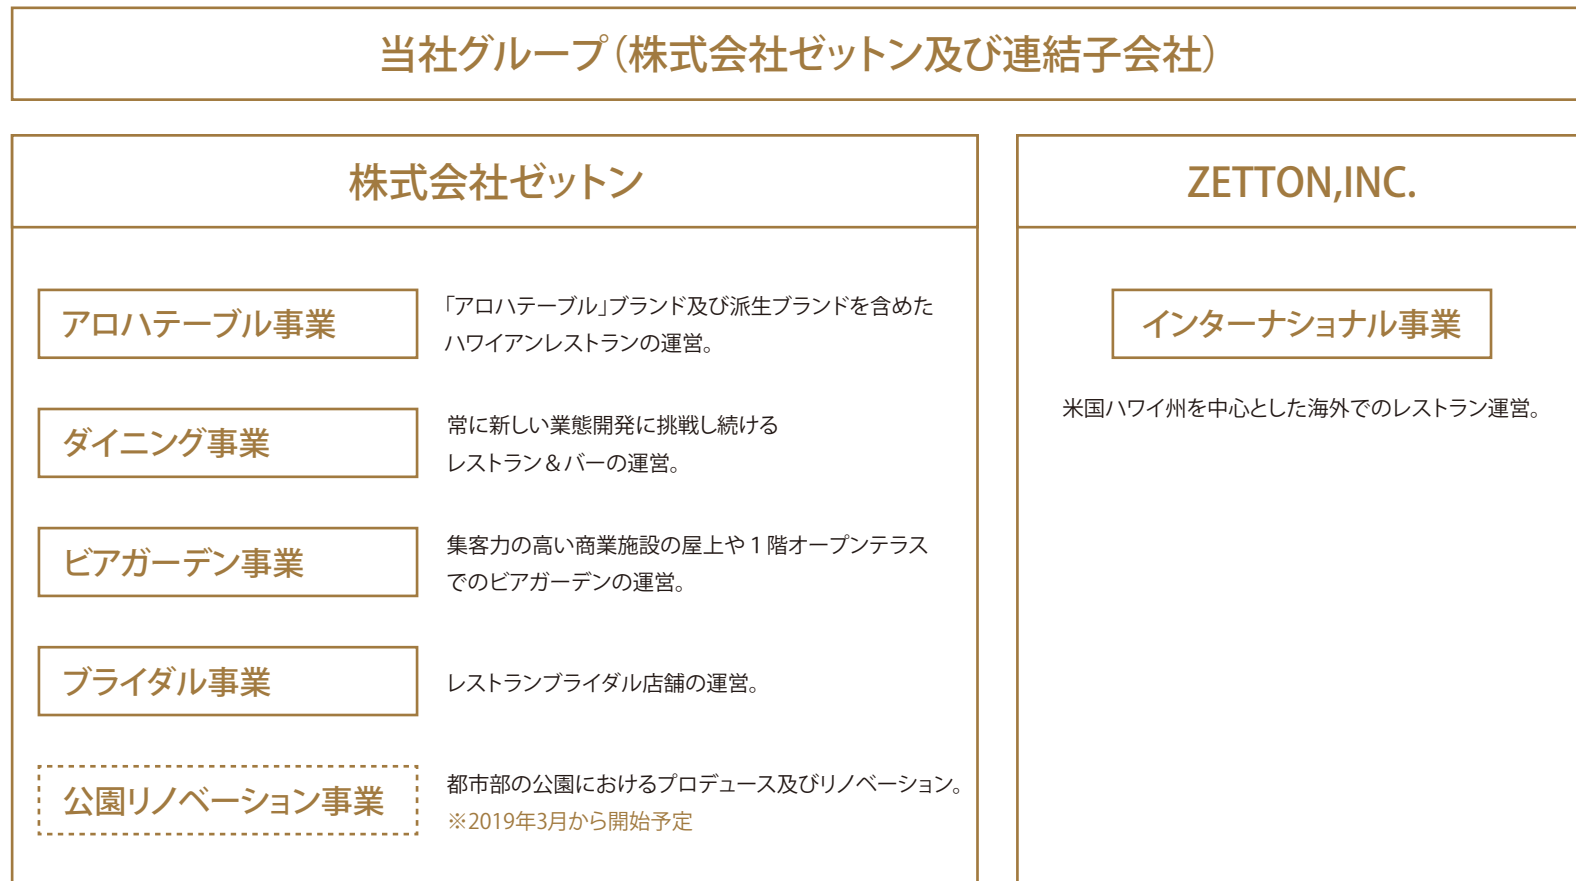 当社グループ（株式会社ゼットン及び連結子会社）
株式会社ゼットン
アロハテーブル事業
「アロハテーブル」ブランド及び派生ブランドを含めた
ハワイアンレストランの運営。
ダイニング事業
常に新しい業態開発に挑戦し続ける
レストラン＆バーの運営。
ビアガーデン事業
集客力の高い商業施設の屋上や１階オープンテラス
でのビアガーデンの運営。
ブライダル事業
レストランブライダル店舗の運営。
公園リノベーション事業
都市部の公園におけるプロデュース及びリノベーション。
※2019年3月から開始予定
ZETTON,INC.
インターナショナル事業
米国ハワイ州を中心とした海外でのレストラン運営。